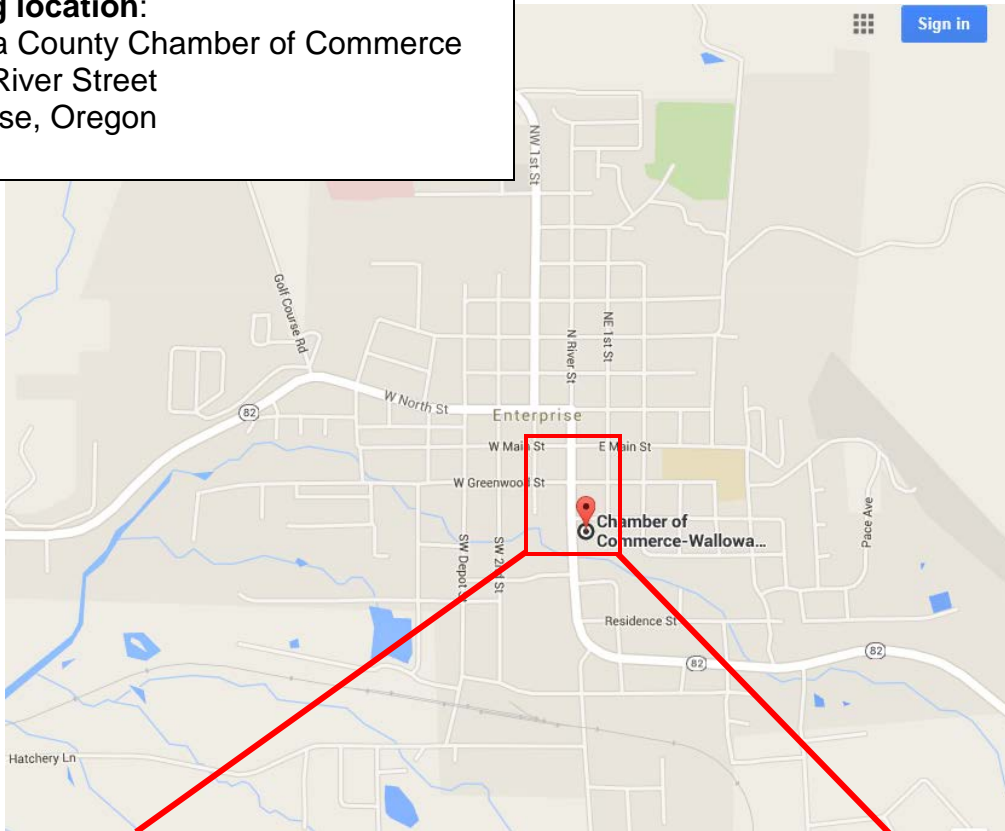 g location:
a County Chamber of Commerce
River Street
se, Oregon
Sign in
NW 1st St
Golf Course Rd
N River St
NE 1st St
82
W North St
Enterprise
W Main St
E Main St
W Greenwood St
Chamber of
Commerce-Wallowa...
Pace Ave
SW Depot St
SW 2nd St
Residence St
82
82
Hatchery Ln